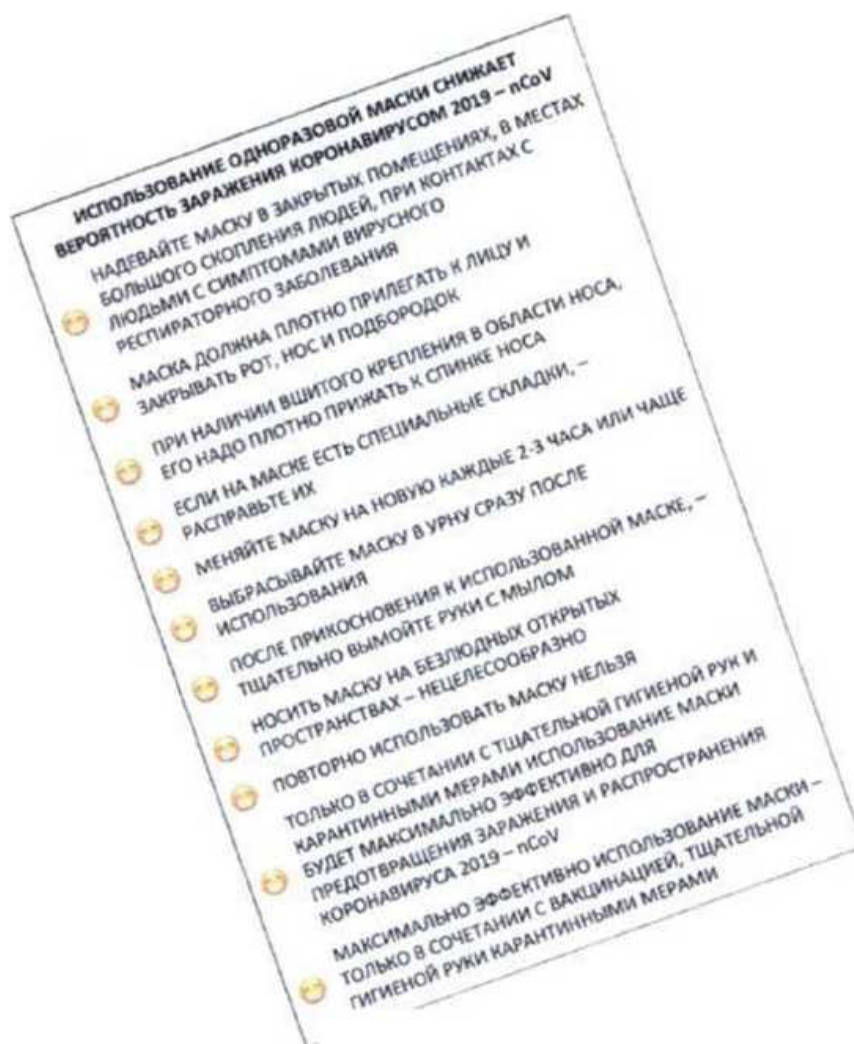 ИСПОЛЬЗОВАНИЕ ОДНОРАЗОВОЙ МАСКИ СНИЖАЕТ
ВЕРОЯТНОСТЬ ЗАРАЖЕНИЯ КОРОНАВИРУСОМ 2019 – nCoV
НАДЕВАЙТЕ МАСКУ В ЗАКРЫТЫХ ПОМЕЩЕНИЯХ, В МЕСТАХ
БОЛЬШОГО СКОПЛЕНИЯ ЛЮДЕЙ, ПРИ КОНТАКТАХ С
ЛЮДЬМИ С СИМПТОМАМИ ВИРУСНОГО
РЕСПИРАТОРНОГО ЗАБОЛЕВАНИЯ
МАСКА ДОЛЖНА ПЛОТНО ПРИЛЕГАТЬ К ЛИЦУ И
ЗАКРЫВАТЬ РОТ, НОС И ПОДБОРОДОК
ПРИ НАЛИЧИИ ВШИТОГО КРЕПЛЕНИЯ В ОБЛАСТИ НОСА,
ЕГО НАДО ПЛОТНО ПРИЖАТЬ К СПИНКЕ НОСА
ЕСЛИ НА МАСКЕ ЕСТЬ СПЕЦИАЛЬНЫЕ СКЛАДКИ, –
РАСПРАВЬТЕ ИХ
МЕНЯЙТЕ МАСКУ НА НОВУЮ КАЖДЫЕ 2-3 ЧАСА ИЛИ ЧАЩЕ
ВЫБРАСЫВАЙТЕ МАСКУ В УРНУ СРАЗУ ПОСЛЕ
ИСПОЛЬЗОВАНИЯ
ПОСЛЕ ПРИКОСНОВЕНИЯ К ИСПОЛЬЗОВАННОЙ МАСКЕ, –
ТЩАТЕЛЬНО ВЫМОЙТЕ РУКИ С МЫЛОМ
НОСИТЬ МАСКУ НА БЕЗЛЮДНЫХ ОТКРЫТЫХ
ПРОСТРАНСТВАХ – НЕЦЕЛЕСООБРАЗНО
ПОВТОРНО ИСПОЛЬЗОВАТЬ МАСКУ НЕЛЬЗЯ
ТОЛЬКО В СОЧЕТАНИИ С ТЩАТЕЛЬНОЙ ГИГИЕНОЙ РУК И
КАРАНТИННЫМИ МЕРАМИ ИСПОЛЬЗОВАНИЕ МАСКИ
БУДЕТ МАКСИМАЛЬНО ЭФФЕКТИВНО ДЛЯ
ПРЕДОТВРАЩЕНИЯ ЗАРАЖЕНИЯ И РАСПРОСТРАНЕНИЯ
КОРОНАВИРУСА 2019 – nCoV
МАКСИМАЛЬНО ЭФФЕКТИВНО ИСПОЛЬЗОВАНИЕ МАСКИ –
ТОЛЬКО В СОЧЕТАНИИ С ВАКЦИНАЦИЕЙ, ТЩАТЕЛЬНОЙ
ГИГИЕНОЙ РУКИ КАРАНТИННЫМИ МЕРАМИ